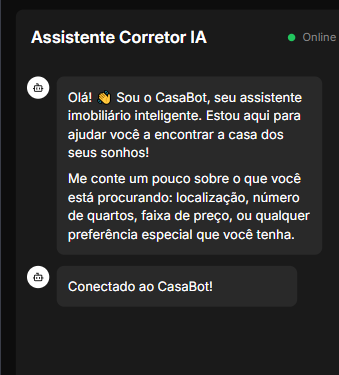 Assistente Corretor IA
Online
Olá! 👋 Sou o CasaBot, seu assistente
imobiliário inteligente. Estou aqui para
ajudar você a encontrar a casa dos
seus sonhos!
Me conte um pouco sobre o que você
está procurando: localização, número
de quartos, faixa de preço, ou qualquer
preferência especial que você tenha.
Conectado ao CasaBot!